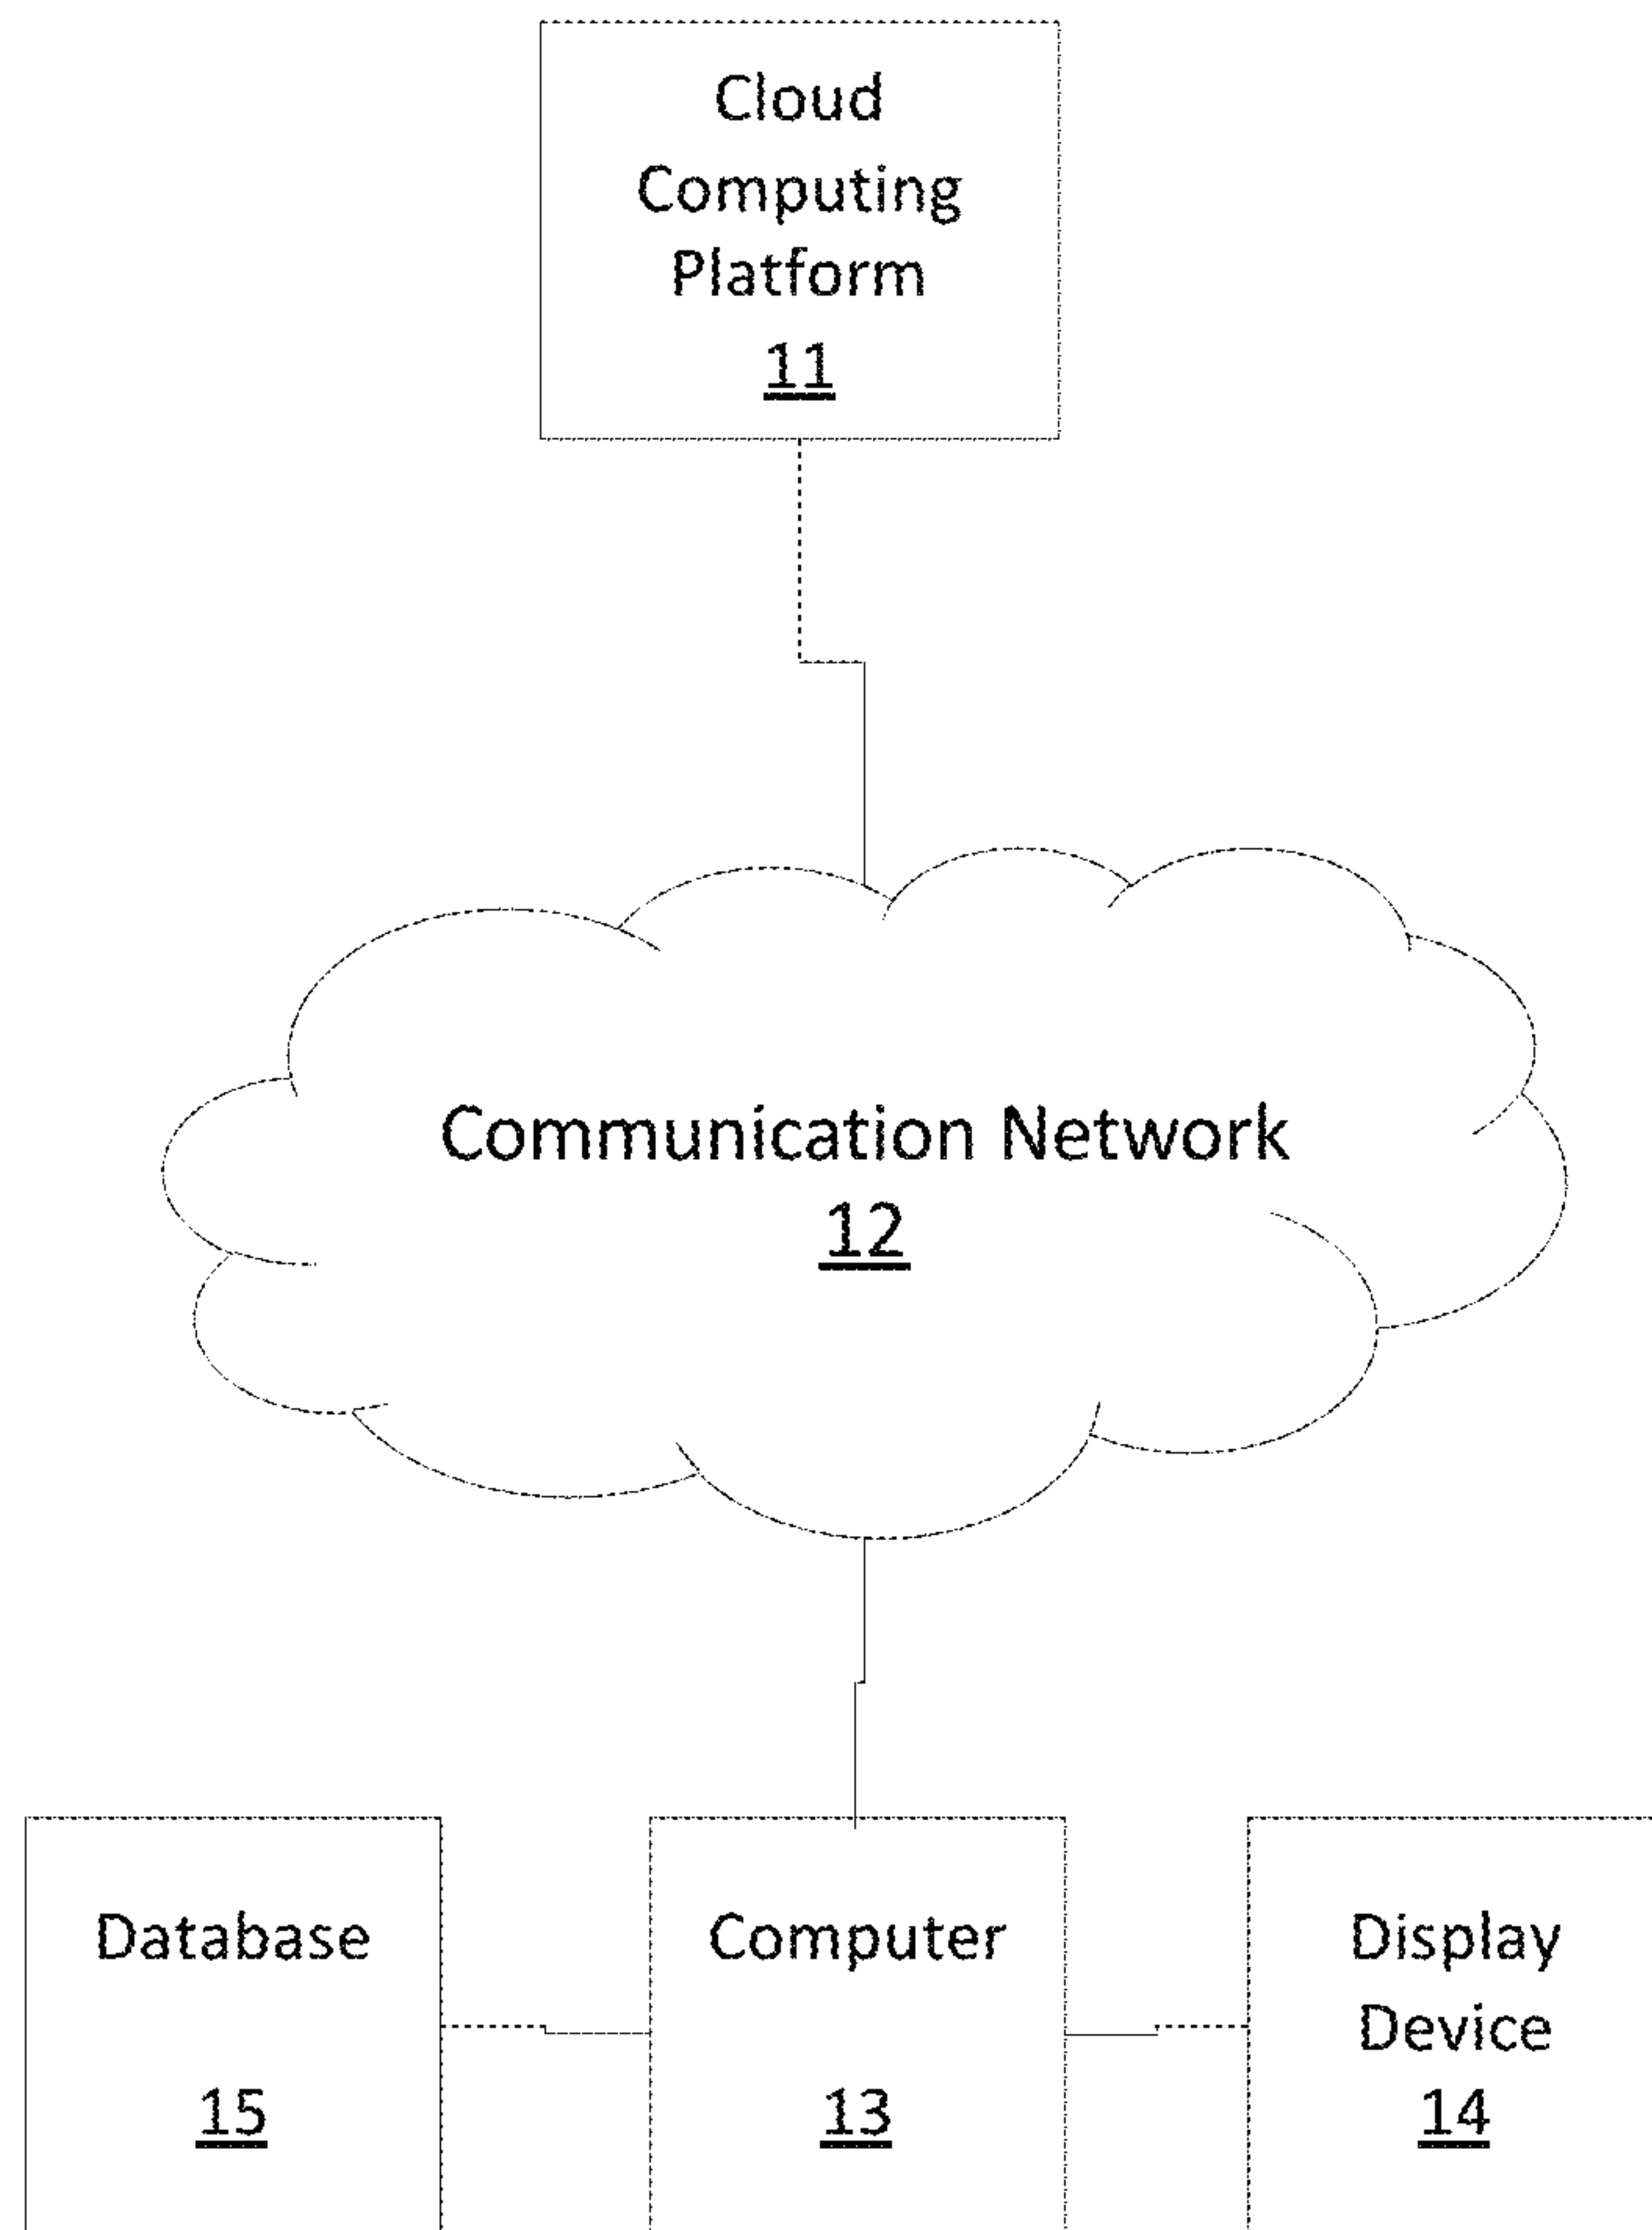 Cloud
Computing
Platform
11
Communication Network
12
Database
15
Computer
13
Display
Device
14